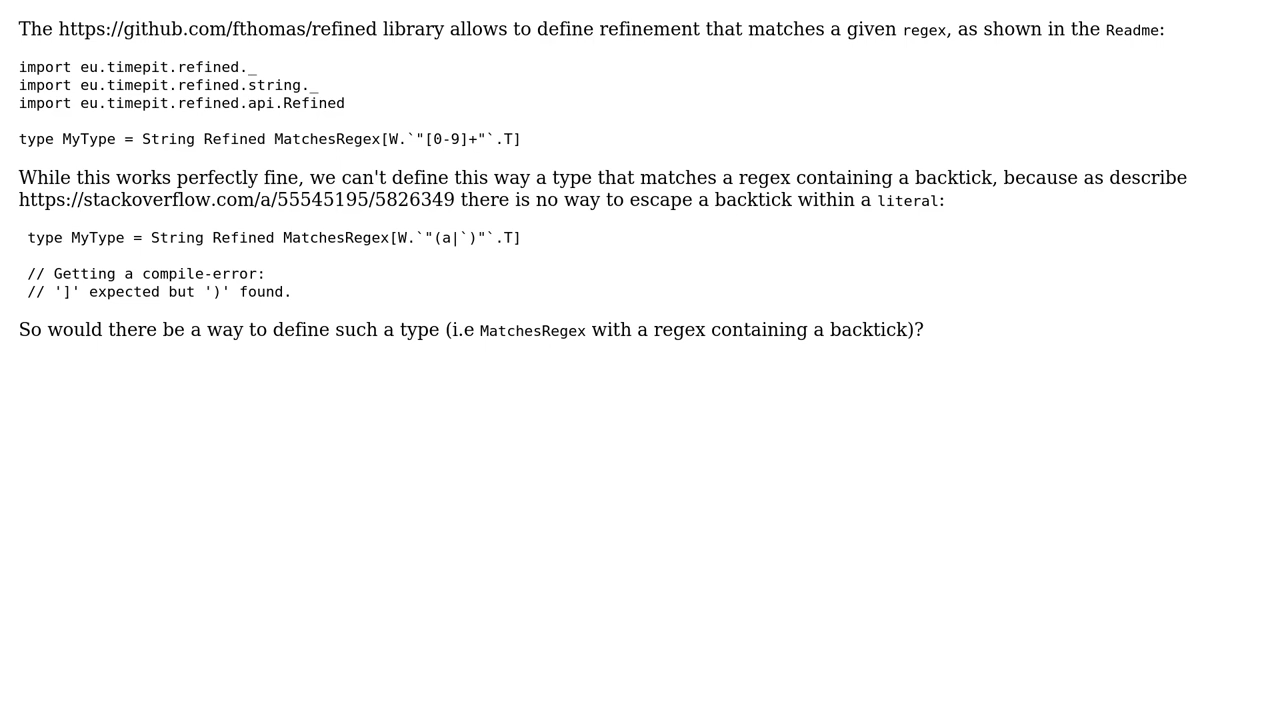 The https://github.com/fthomas/refined library allows to define refinement that matches a given regex, as shown in the Readme:
import eu.timepit.refined._
import eu.timepit.refined.string._
import eu.timepit.refined.api.Refined
type MyType = String Refined MatchesRegex[W.`"[0-9]+"`.T]
While this works perfectly fine, we can't define this way a type that matches a regex containing a backtick, because as describe
https://stackoverflow.com/a/55545195/5826349 there is no way to escape a backtick within a literal:
type MyType = String Refined MatchesRegex[W.`"(a|`)"`.T]
// Getting a compile-error:
// ']' expected but ')' found.
So would there be a way to define such a type (i.e MatchesRegex with a regex containing a backtick)?